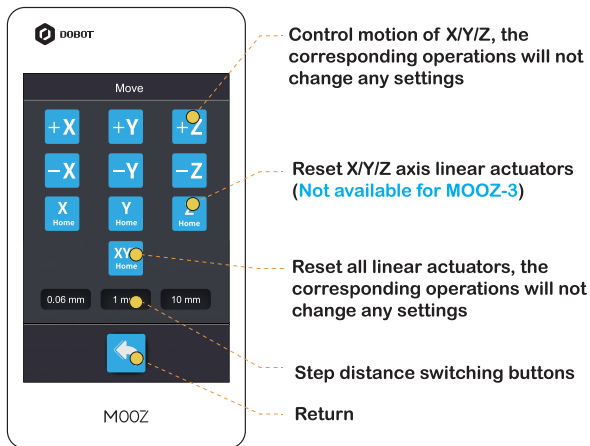 DOBOT
Move
+X +Y +Z
-X -Y -Z
X Home Y Home Home
XY Home
0.06 mm 1 10 mm
MOOZ
Control motion of X/Y/Z, the
corresponding operations will not
change any settings
Reset X/Y/Z axis linear actuators
(Not available for MOOZ-3)
Reset all linear actuators, the
corresponding operations will not
change any settings
Step distance switching buttons
Return